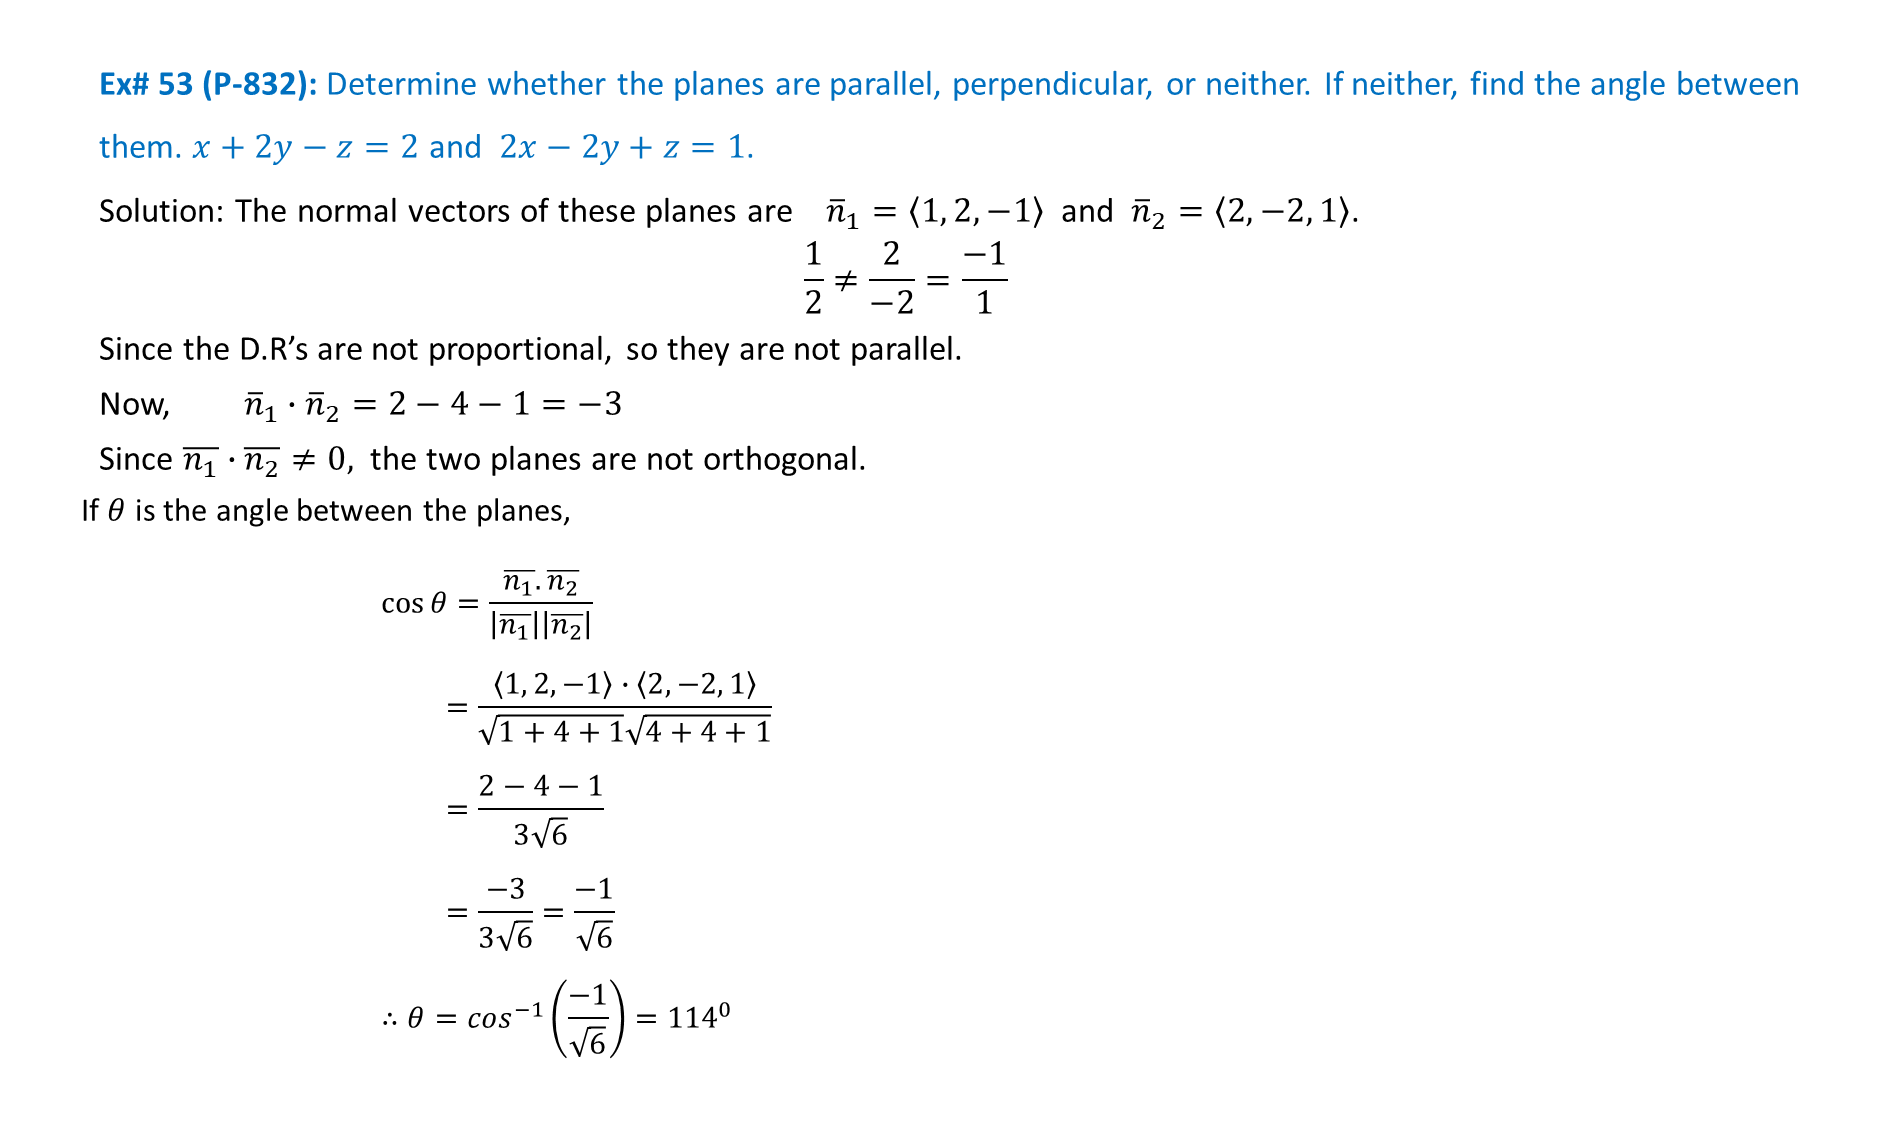 Ex# 53 (P-832): Determine whether the planes are parallel, perpendicular, or neither. If neither, find the angle between
them. x + 2y − z = 2 and 2x − 2y + z = 1.
Solution: The normal vectors of these planes are n̄₁ = ⟨1, 2, −1⟩ and n̄₂ = ⟨2, −2, 1⟩.
1/2 ≠ 2/−2 = −1/1
Since the D.R’s are not proportional, so they are not parallel.
Now, n̄₁ · n̄₂ = 2 − 4 − 1 = −3
Since n̄₁ · n̄₂ ≠ 0, the two planes are not orthogonal.
If θ is the angle between the planes,
cos θ = n̄₁. n̄₂ / |n̄₁||n̄₂|
= ⟨1, 2, −1⟩ · ⟨2, −2, 1⟩ / √(1 + 4 + 1)√(4 + 4 + 1)
= 2 − 4 − 1 / 3√6
= −3/3√6 = −1/√6
∴ θ = cos⁻¹ (−1/√6) = 114⁰